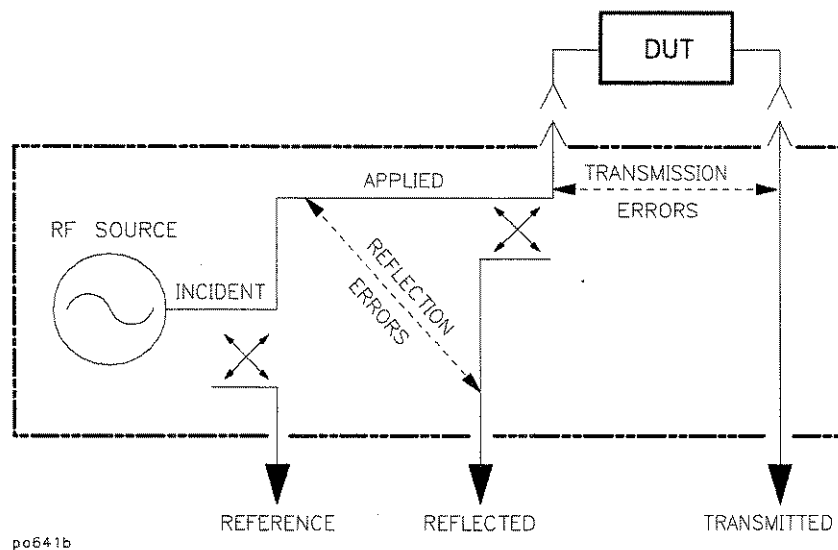 DUT
APPLIED
TRANSMISSION
ERRORS
RF SOURCE
INCIDENT
REFLECTION
ERRORS
REFERENCE
REFLECTED
TRANSMITTED
po641b